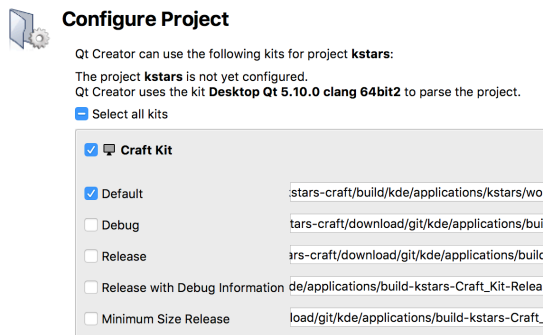 Configure Project
Qt Creator can use the following kits for project kstars:
The project kstars is not yet configured.
Qt Creator uses the kit Desktop Qt 5.10.0 clang 64bit2 to parse the project.
Select all kits
Craft Kit
Default stars-craft/build/kde/applications/kstars/wo
Debug tars-craft/download/git/kde/applications/bui
Release ars-craft/download/git/kde/applications/build
Release with Debug Information de/applications/build-kstars-Craft_Kit-Relea
Minimum Size Release load/git/kde/applications/build-kstars-Craft_